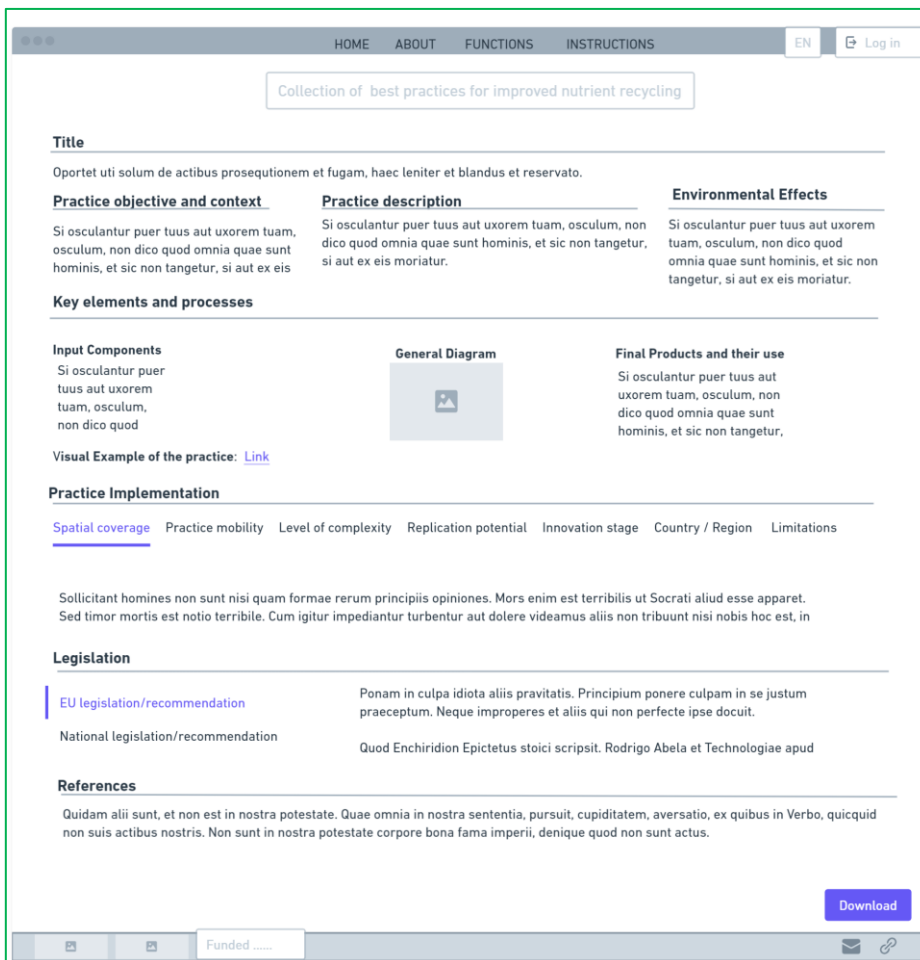 HOME ABOUT FUNCTIONS INSTRUCTIONS EN Log in
Collection of best practices for improved nutrient recycling
Title
Oportet uti solum de actibus prosequtionem et fugam, haec leniter et blandus et reservato.
Practice objective and context
Si osculantur puer tuus aut uxorem tuam,
osculum, non dico quod omnia quae sunt
hominis, et sic non tangetur, si aut ex eis
Practice description
Si osculantur puer tuus aut uxorem tuam, osculum, non
dico quod omnia quae sunt hominis, et sic non tangetur,
si aut ex eis moriatur.
Environmental Effects
Si osculantur puer tuus aut uxorem
tuam, osculum, non dico quod
omnia quae sunt hominis, et sic non
tangetur, si aut ex eis moriatur.
Key elements and processes
Input Components
Si osculantur puer
tuus aut uxorem
tuam, osculum,
non dico quod
General Diagram
Final Products and their use
Si osculantur puer tuus aut
uxorem tuam, osculum, non
dico quod omnia quae sunt
hominis, et sic non tangetur,
Visual Example of the practice: Link
Practice Implementation
Spatial coverage Practice mobility Level of complexity Replication potential Innovation stage Country / Region Limitations
Sollicitant homines non sunt nisi quam formae rerum principiis opiniones. Mors enim est terribilis ut Socrati aliud esse apparet.
Sed timor mortis est notio terribile. Cum igitur impediantur turbentur aut dolere videamus aliis non tribuunt nisi nobis hoc est, in
Legislation
EU legislation/recommendation
National legislation/recommendation
Ponam in culpa idiota aliis pravitatis. Principium ponere culpam in se justum
praeceptum. Neque improperes et aliis qui non perfecte ipse docuit.
Quod Enchiridion Epictetus stoici scripsit. Rodrigo Abela et Technologiae apud
References
Quidam alii sunt, et non est in nostra potestate. Quae omnia in nostra sententia, pursuit, cupiditatem, aversatio, ex quibus in Verbo, quicquid
non suis actibus nostris. Non sunt in nostra potestate corpore bona fama imperii, denique quod non sunt actus.
Download
Funded ......